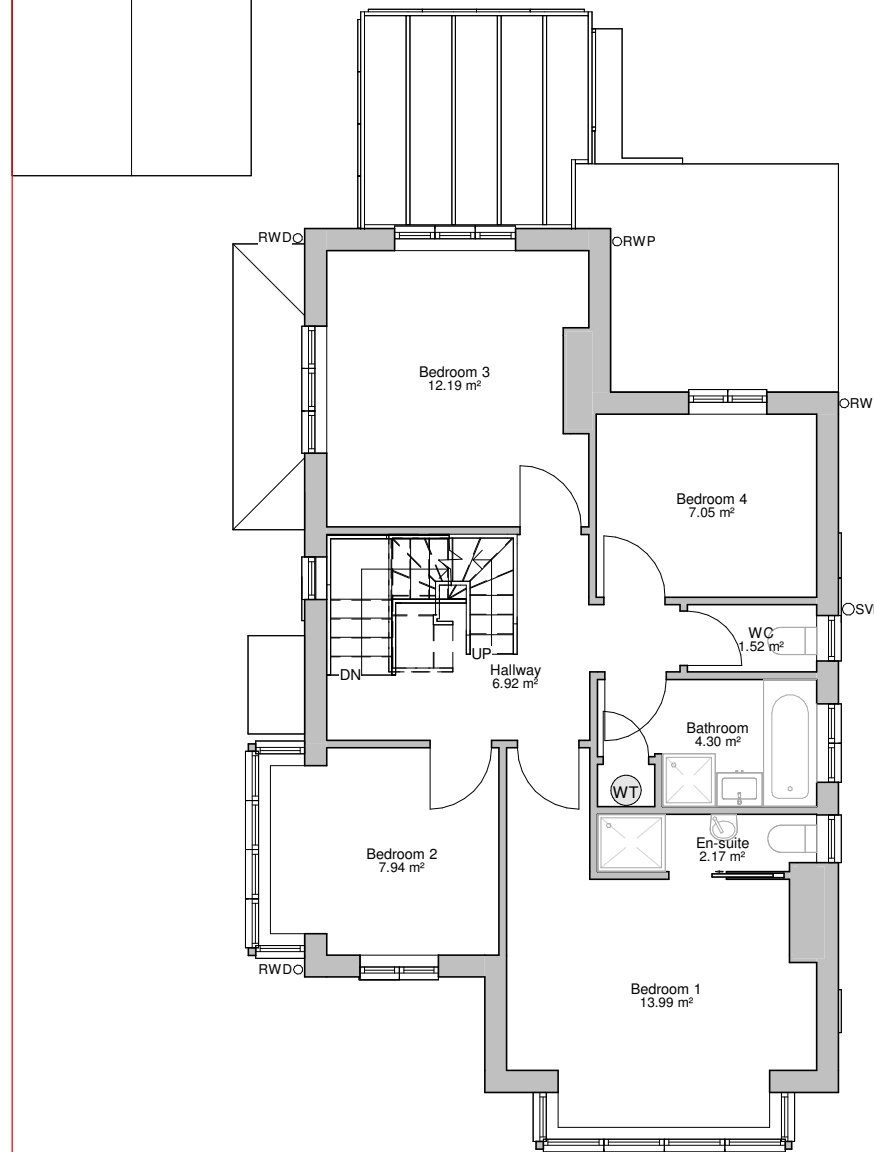 RWD
RWP
Bedroom 3
12.19 m²
RW
Bedroom 4
7.05 m²
WC
1.52 m²
UP
DN
Hallway
6.92 m²
Bathroom
4.30 m²
WT
En-suite
2.17 m²
Bedroom 2
7.94 m²
RWD
Bedroom 1
13.99 m²